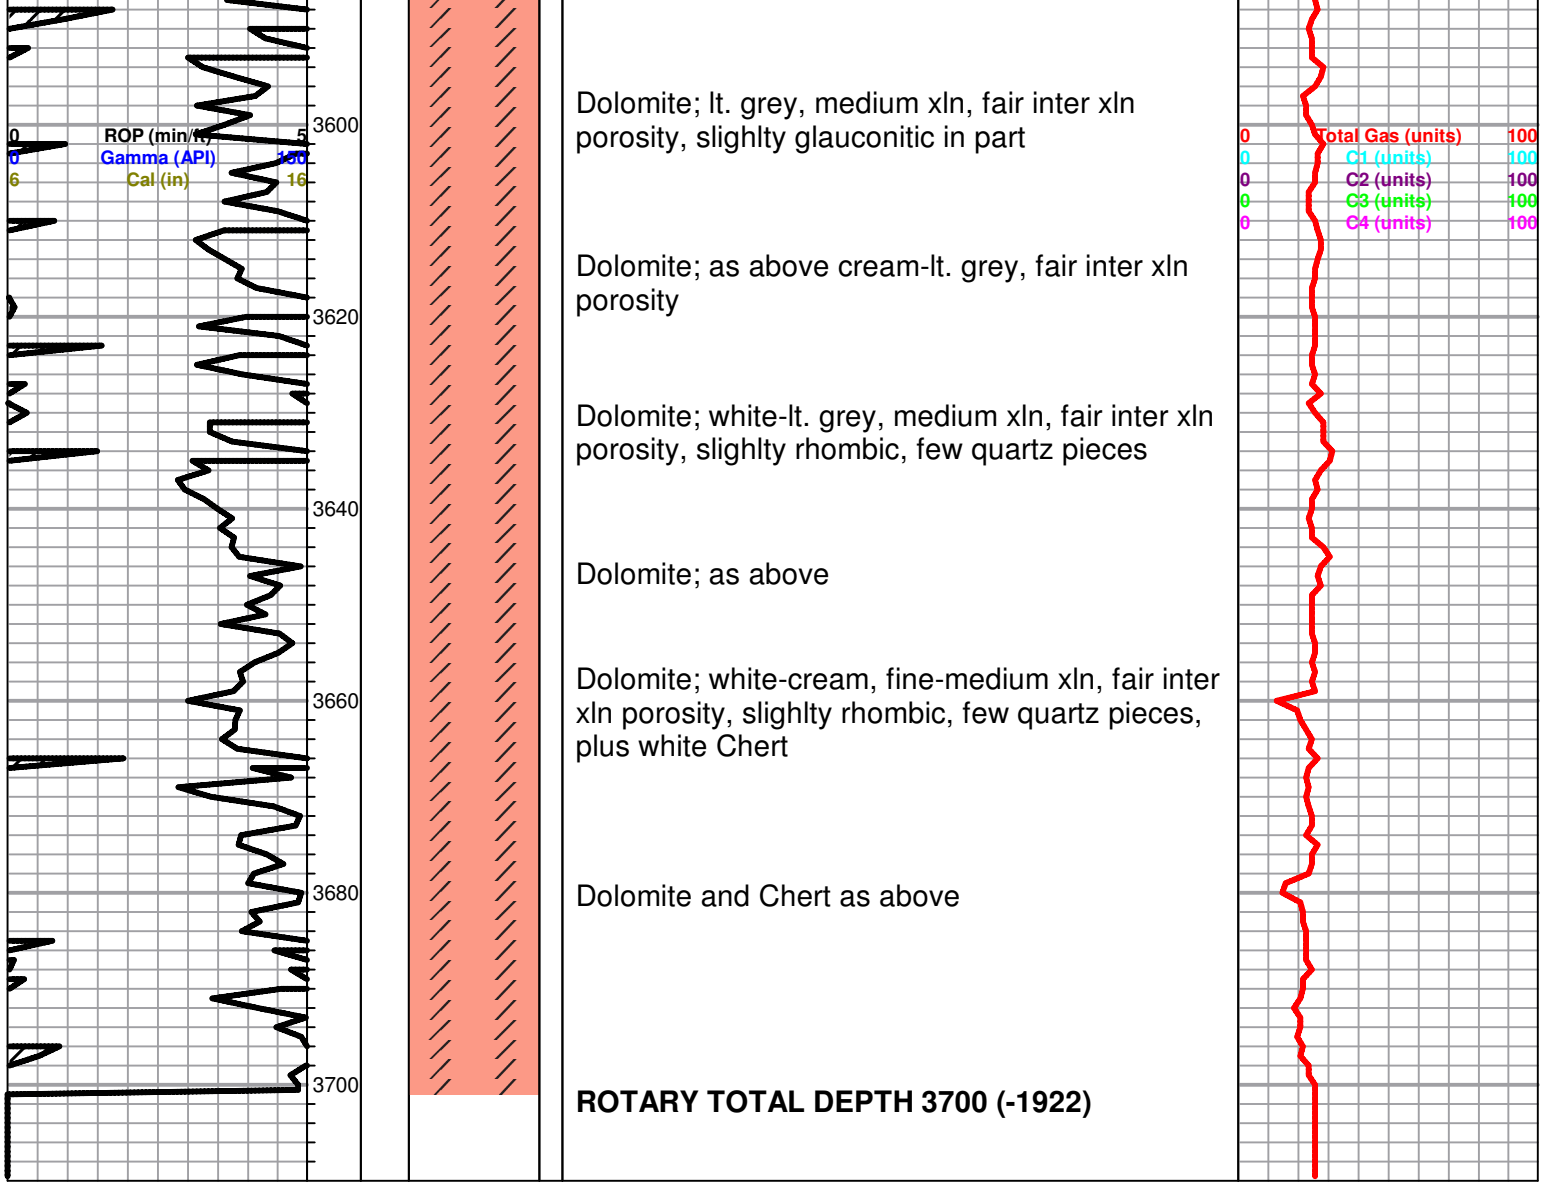 Dolomite; lt. grey, medium xln, fair inter xln
porosity, slighlty glauconitic in part
3600
0 ROP (min/ft) 5
0 Gamma (API) 150
6 Cal (in) 16
0 Total Gas (units) 100
0 C1 (units) 100
0 C2 (units) 100
0 C3 (units) 100
0 C4 (units) 100
Dolomite; as above cream-lt. grey, fair inter xln
porosity
3620
Dolomite; white-lt. grey, medium xln, fair inter xln
porosity, slighlty rhombic, few quartz pieces
3640
Dolomite; as above
Dolomite; white-cream, fine-medium xln, fair inter
xln porosity, slighlty rhombic, few quartz pieces,
plus white Chert
3660
3680
Dolomite and Chert as above
3700
ROTARY TOTAL DEPTH 3700 (-1922)